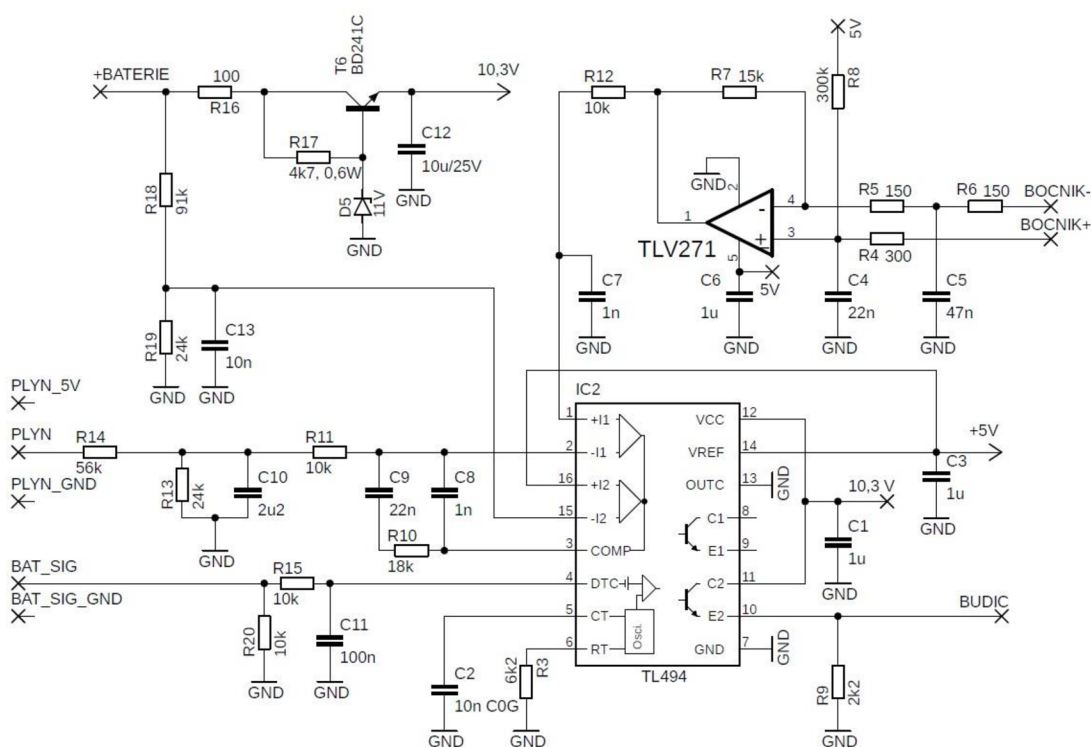 +BATERIE
100
R16
T6
BD241C
10,3V
R17
4k7, 0,6W
C12
10u/25V
GND
D5
11V
GND
R18
91k
R19
24k
GND
C13
10n
GND
R12
10k
R7 15k
5V
R8
300k
GND
2
1
4
3
5
-
+
TLV271
R5 150
R6 150
BOCNIK-
BOCNIK+
R4 300
C7
1n
GND
C6
1u
GND
5V
C4
22n
GND
C5
47n
GND
PLYN_5V
PLYN
PLYN_GND
R14
56k
R13
24k
C10
2u2
GND
R11
10k
C9
22n
C8
1n
R10
18k
BAT_SIG
BAT_SIG_GND
R15
10k
R20
10k
GND
C11
100n
GND
C2
10n C0G
GND
R3
6k2
GND
IC2
1 +I1
2 -I1
16 +I2
15 -I2
3 COMP
4 DTC
5 CT
6 RT
Osci.
VCC 12
VREF 14
OUTC 13
C1 8
E1 9
C2 11
E2 10
GND 7
TL494
GND
GND
+5V
C3
1u
GND
10,3 V
C1
1u
GND
BUDIC
R9
2k2
GND